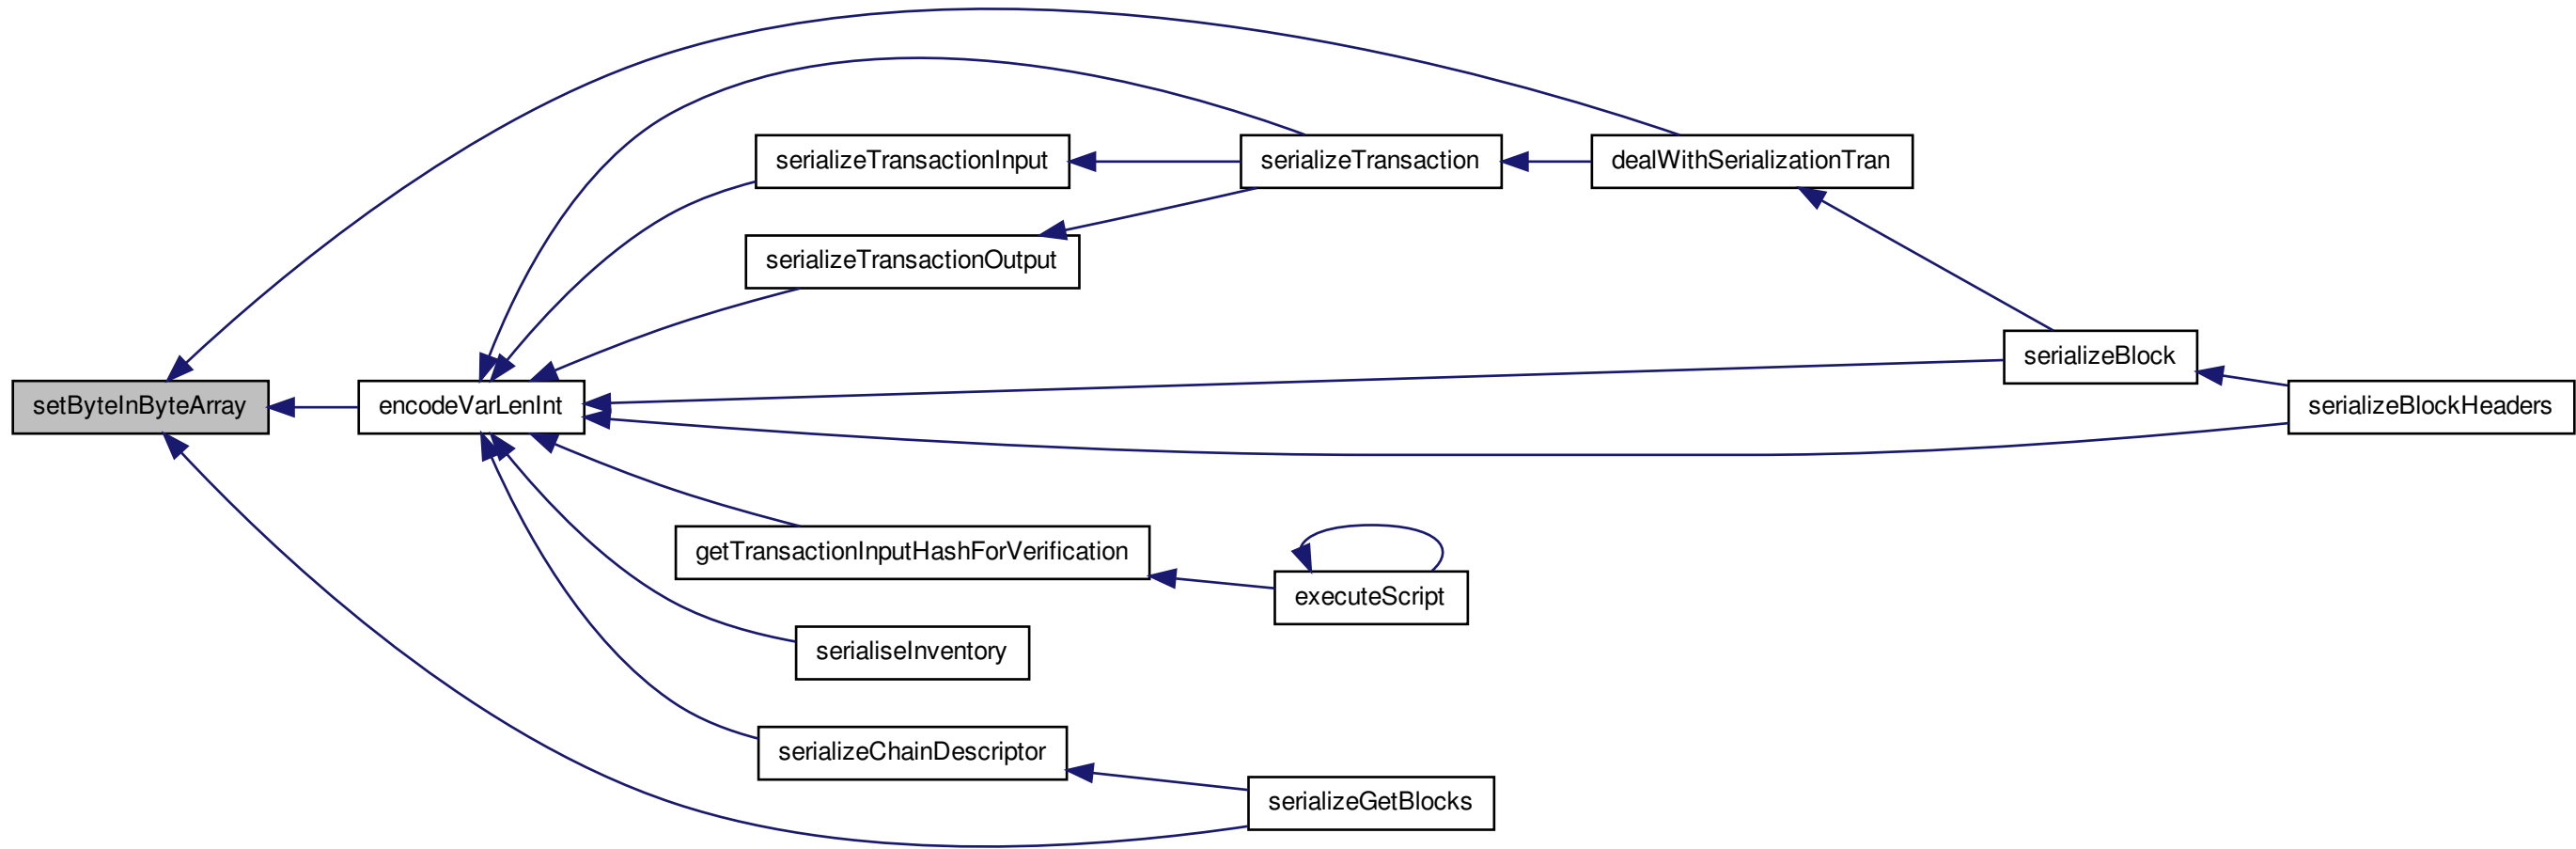 serializeTransactionInput
serializeTransaction
dealWithSerializationTran
serializeTransactionOutput
serializeBlock
setByteInByteArray
encodeVarLenInt
serializeBlockHeaders
getTransactionInputHashForVerification
executeScript
serialiseInventory
serializeChainDescriptor
serializeGetBlocks